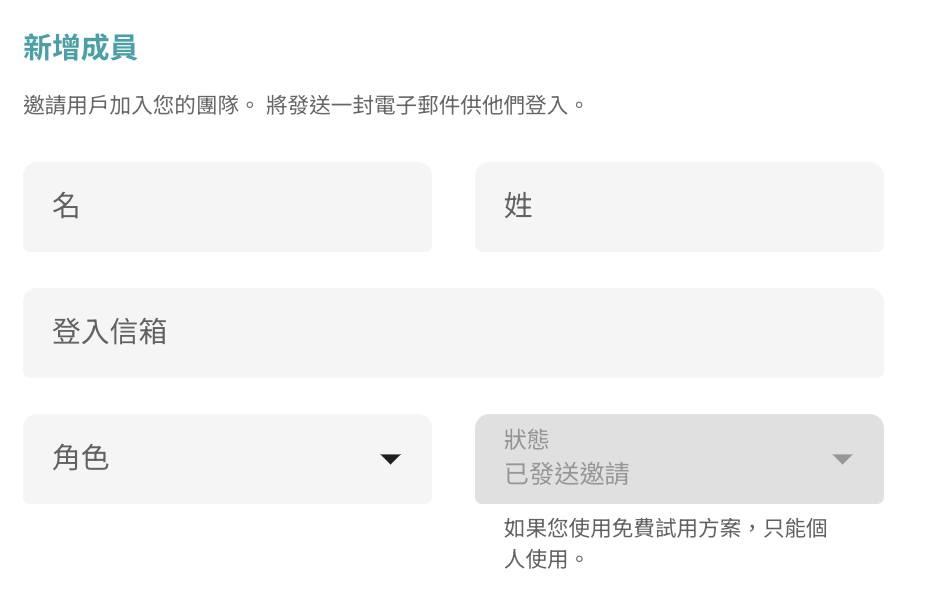 新增成員
邀請用戶加入您的團隊。 將發送一封電子郵件供他們登入。
名
姓
登入信箱
角色
狀態
已發送邀請
如果您使用免費試用方案，只能個
人使用。